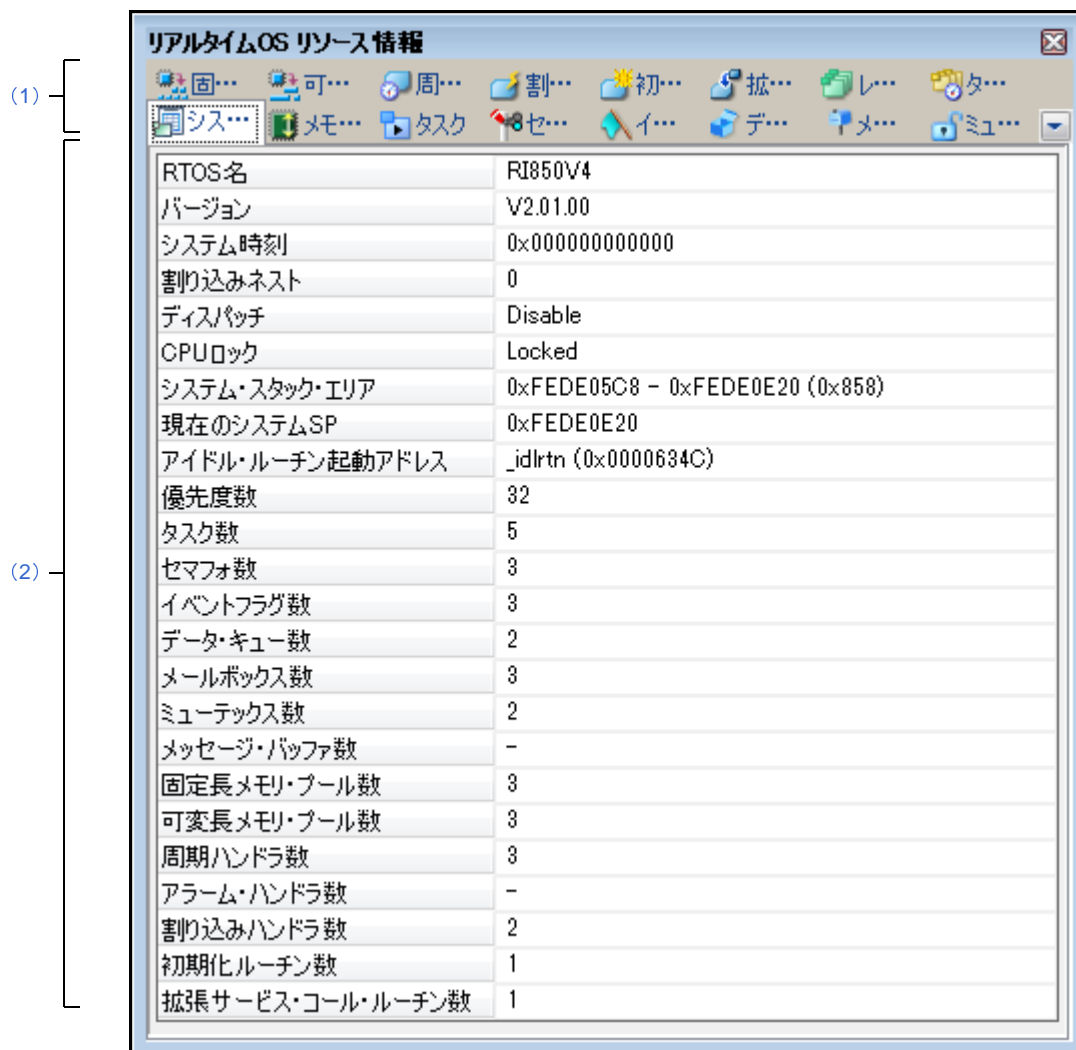 リアルタイムOS リソース情報
(1)
固… 可… 周… 割… 初… 拡… レ… タ…
シス… メモ… タスク セ… イ… デ… メ… ミュ…
(2)
RTOS名 RI850V4
バージョン V2.01.00
システム時刻 0x000000000000
割り込みネスト 0
ディスパッチ Disable
CPUロック Locked
システム・スタック・エリア 0xFEDE05C8 - 0xFEDE0E20 (0x858)
現在のシステムSP 0xFEDE0E20
アイドル・ルーチン起動アドレス _idlrtn (0x0000634C)
優先度数 32
タスク数 5
セマフォ数 3
イベントフラグ数 3
データ・キュー数 2
メールボックス数 3
ミューテックス数 2
メッセージ・バッファ数 -
固定長メモリ・プール数 3
可変長メモリ・プール数 3
周期ハンドラ数 3
アラーム・ハンドラ数 -
割り込みハンドラ数 2
初期化ルーチン数 1
拡張サービス・コール・ルーチン数 1